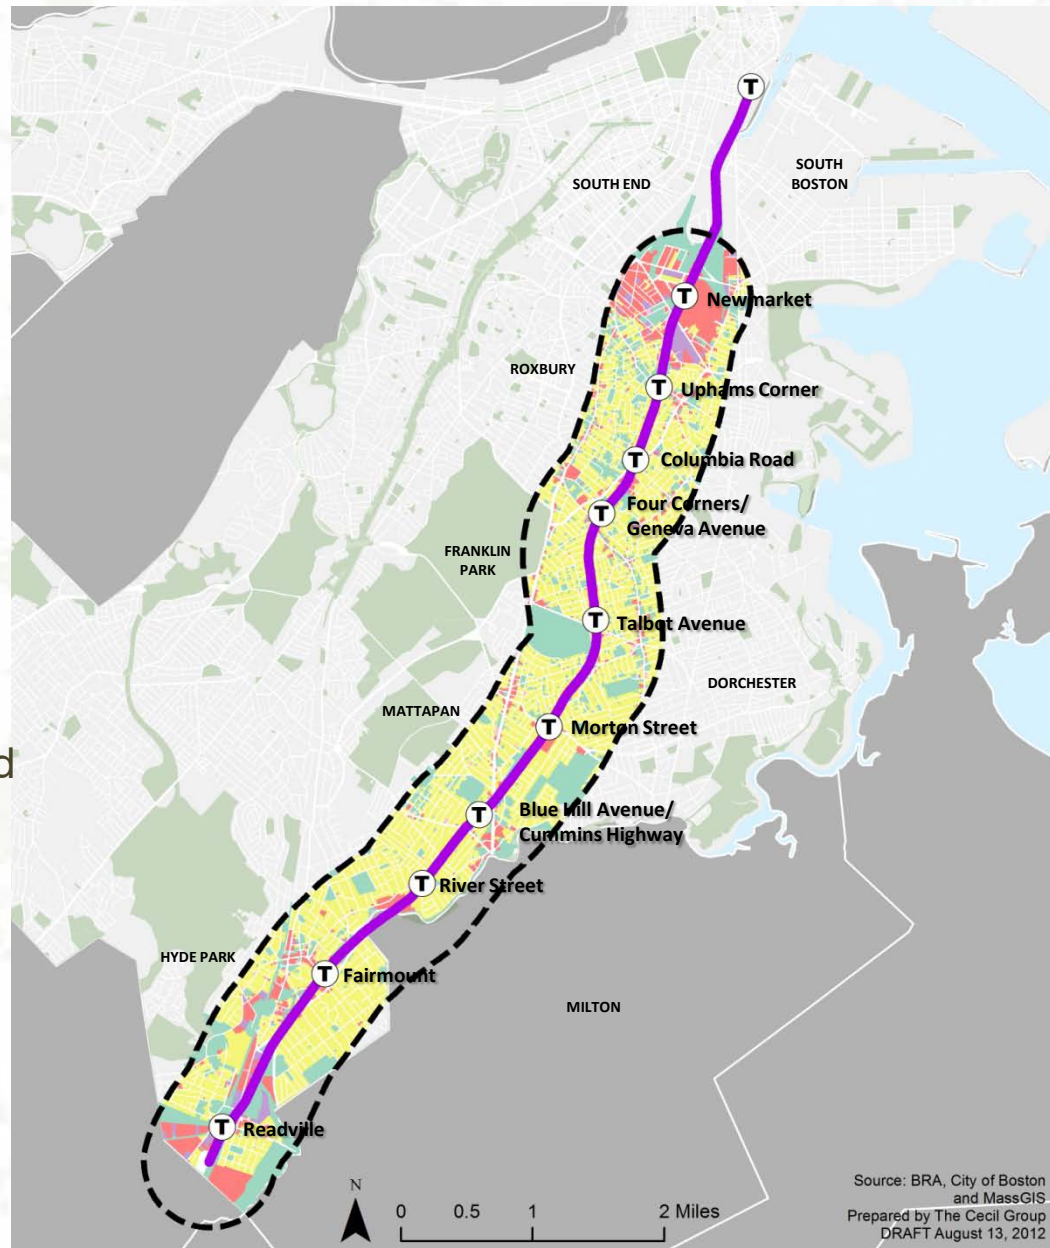 T
SOUTH
BOSTON
SOUTH END
T
Newmarket
ROXBURY
T
Uphams Corner
T
Columbia Road
T
Four Corners/
Geneva Avenue
FRANKLIN
PARK
T
Talbot Avenue
DORCHESTER
MATTAPAN
T
Morton Street
d
T
Blue Hill Avenue/
Cummins Highway
T
River Street
HYDE PARK
T
Fairmount
MILTON
T
Readville
N
0 0.5 1 2 Miles
Source: BRA, City of Boston
and MassGIS
Prepared by The Cecil Group
DRAFT August 13, 2012